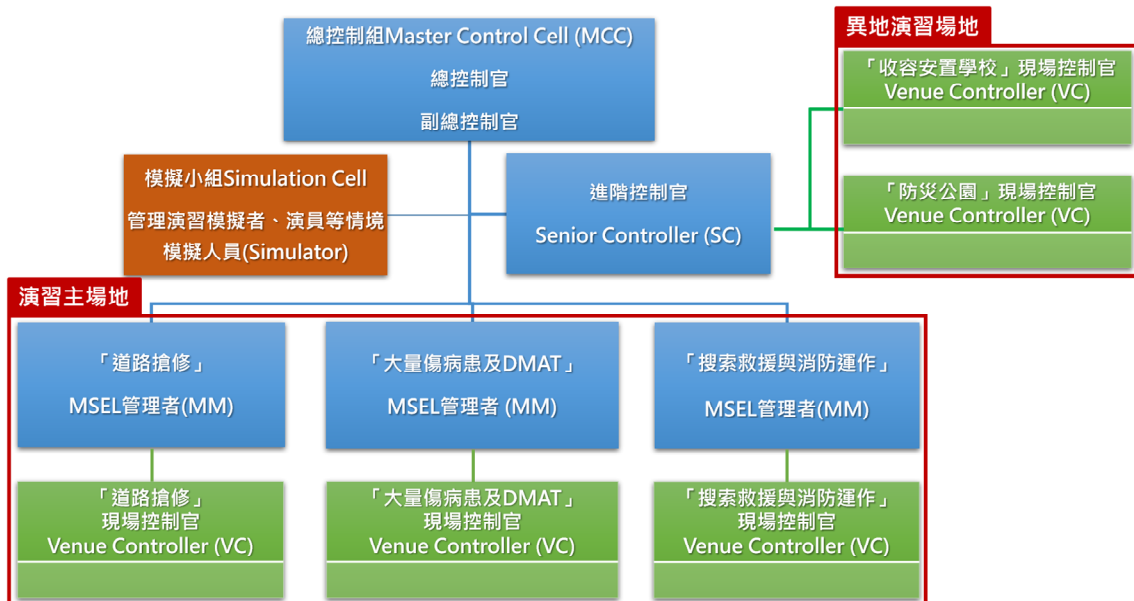 總控制組Master Control Cell (MCC)
總控制官
副總控制官
異地演習場地
「收容安置學校」現場控制官
Venue Controller (VC)
「防災公園」現場控制官
Venue Controller (VC)
模擬小組Simulation Cell
管理演習模擬者、演員等情境
模擬人員(Simulator)
進階控制官
Senior Controller (SC)
演習主場地
「道路搶修」
MSEL管理者(MM)
「大量傷病患及DMAT」
MSEL管理者 (MM)
「搜索救援與消防運作」
MSEL管理者(MM)
「道路搶修」
現場控制官
Venue Controller (VC)
「大量傷病患及DMAT」
現場控制官
Venue Controller (VC)
「搜索救援與消防運作」
現場控制官
Venue Controller (VC)